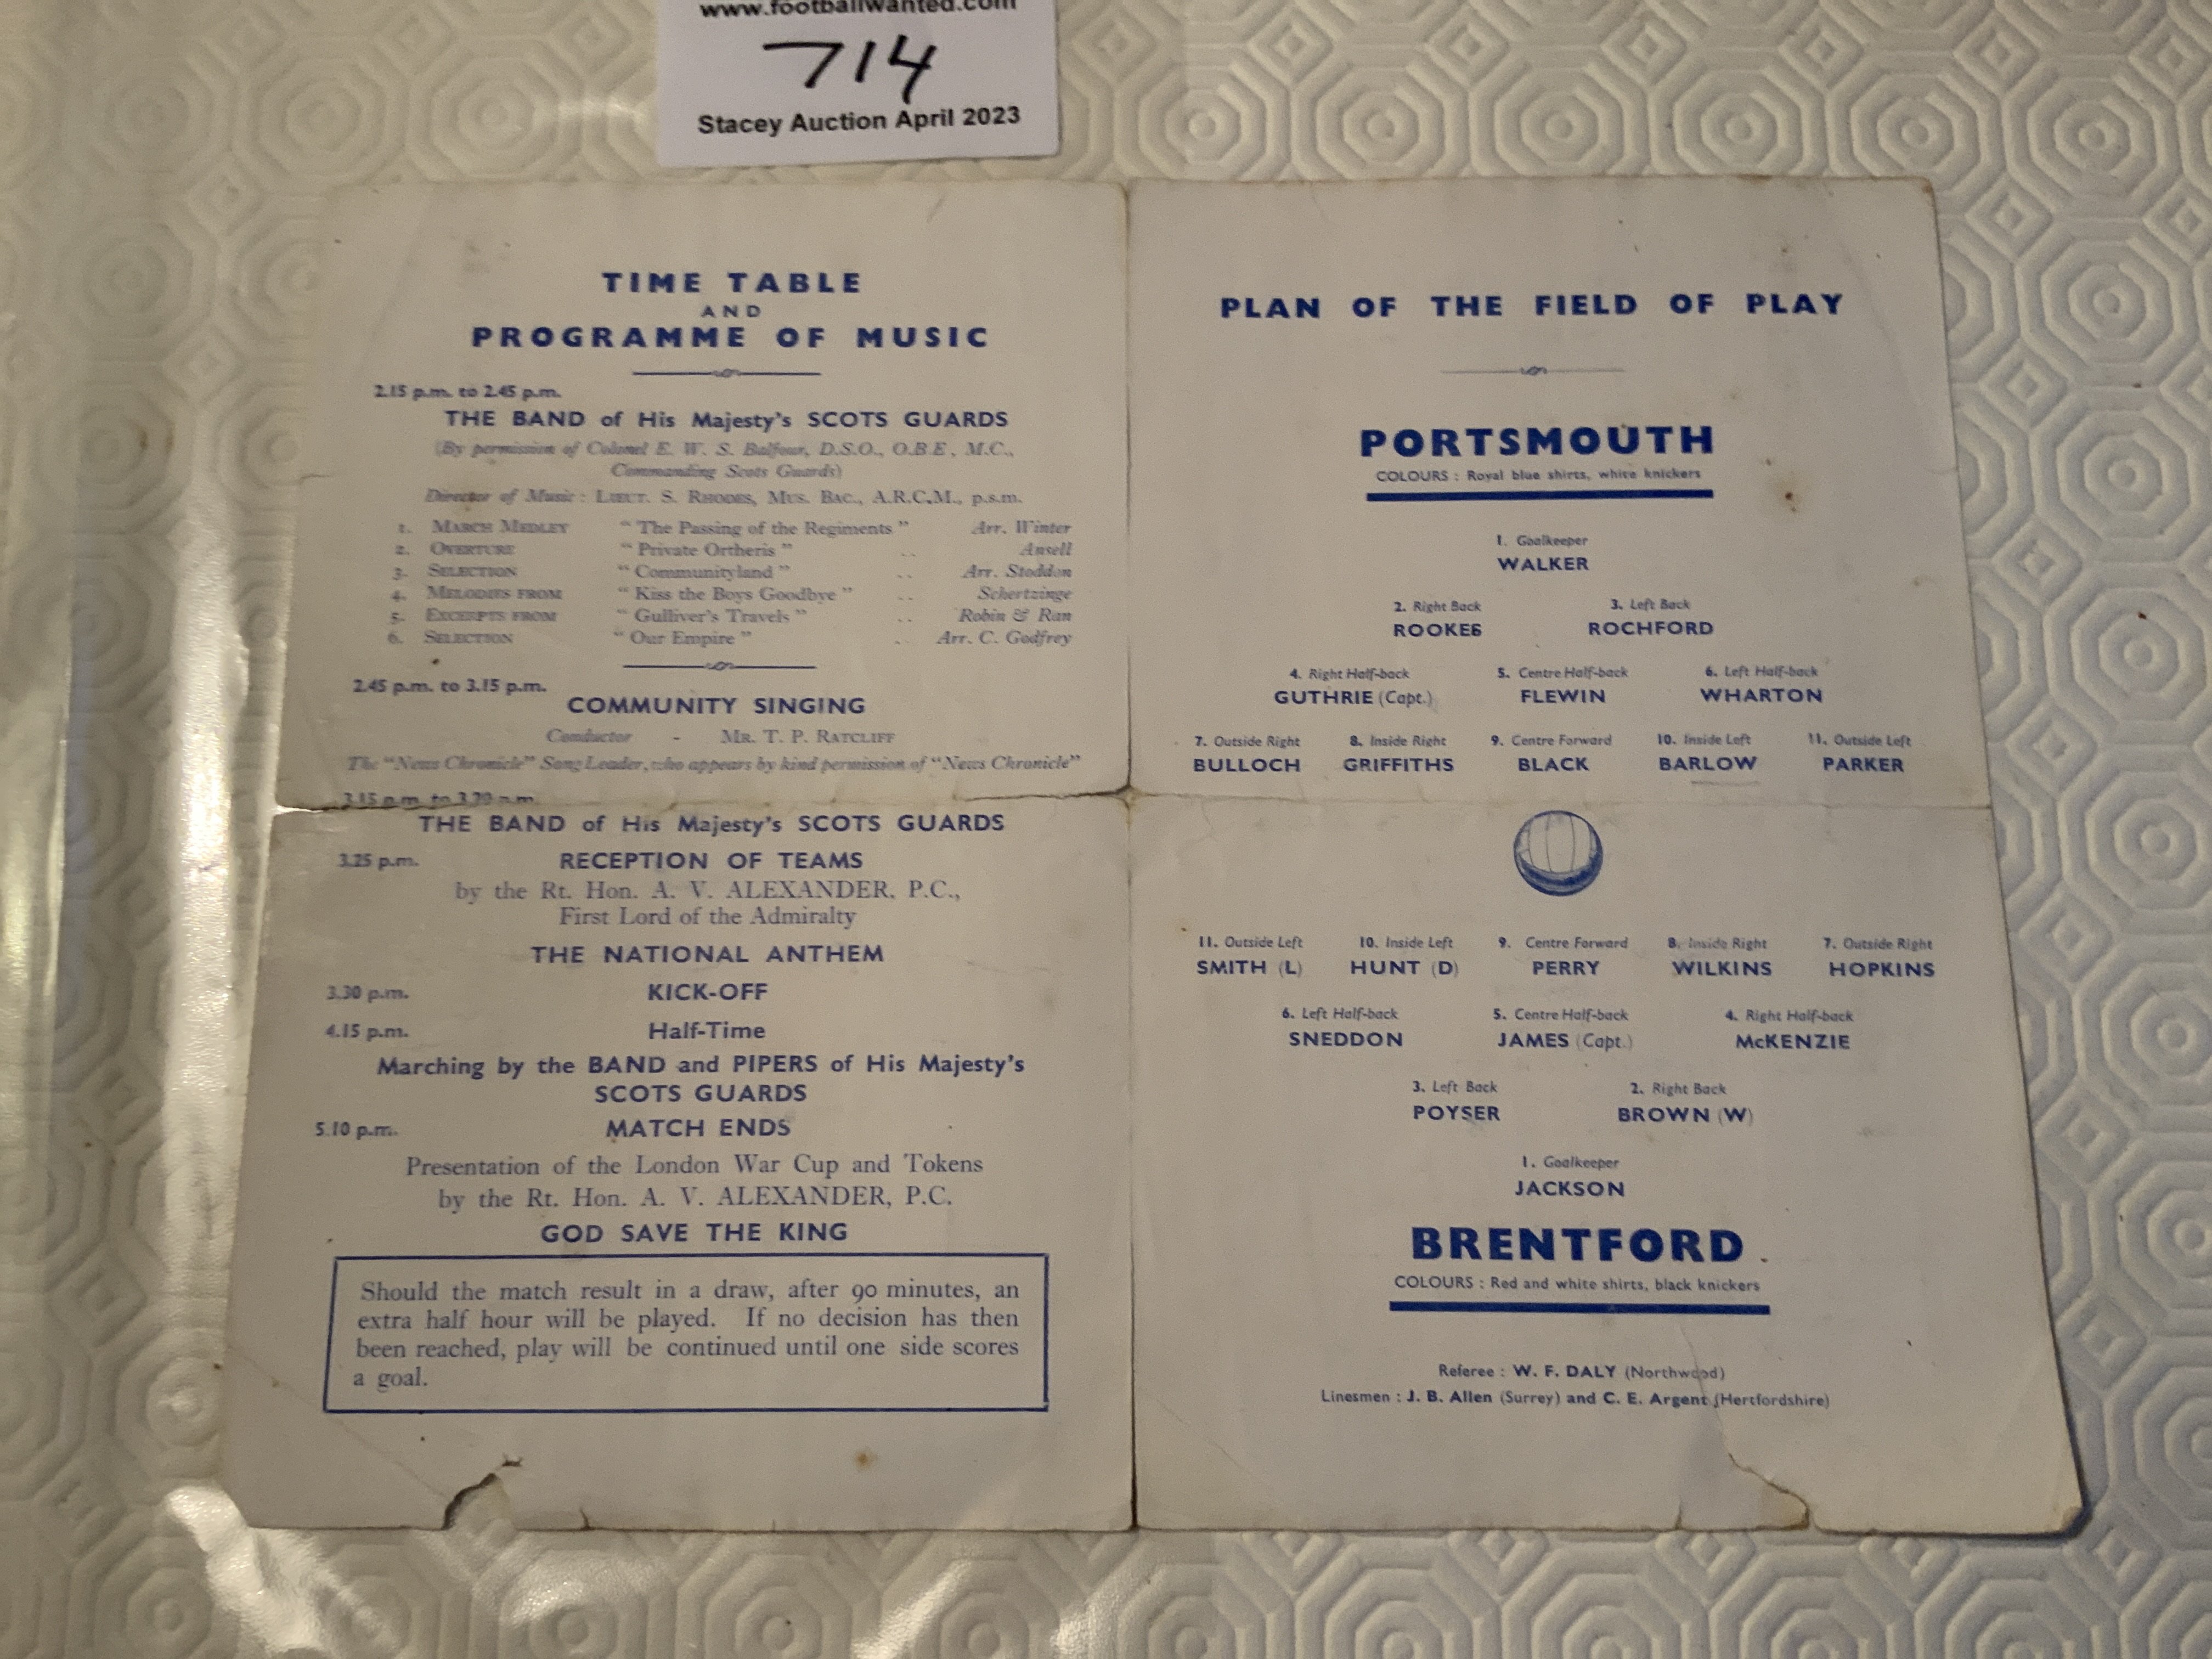 www.footballwanted.com
714
Stacey Auction April 2023
TIME TABLE
AND
PROGRAMME OF MUSIC
2.15 p.m. to 2.45 p.m.
THE BAND of His Majesty's SCOTS GUARDS
(By permission of Colonel E. W. S. Balfour, D.S.O., O.B.E, M.C.,
Commanding Scots Guards)
Director of Music : LIEUT. S. RHODES, MUS. BAC., A.R.C.M., p.s.m.
1. MARCH MEDLEY "The Passing of the Regiments" Arr. Winter
2. OVERTURE "Private Ortheris" .. Ansell
3. SELECTION "Communityland" .. Arr. Stoddon
4. MELODIES FROM "Kiss the Boys Goodbye" .. Schertzinge
5. EXCERPTS FROM "Gulliver's Travels" .. Robin & Ran
6. SELECTION "Our Empire" .. Arr. C. Godfrey
2.45 p.m. to 3.15 p.m.
COMMUNITY SINGING
Conductor - MR. T. P. RATCLIFF
The "News Chronicle" Song Leader, who appears by kind permission of "News Chronicle"
3.15 p.m. to 3.20 p.m.
THE BAND of His Majesty's SCOTS GUARDS
3.25 p.m. RECEPTION OF TEAMS
by the Rt. Hon. A. V. ALEXANDER, P.C.,
First Lord of the Admiralty
THE NATIONAL ANTHEM
3.30 p.m. KICK-OFF
4.15 p.m. Half-Time
Marching by the BAND and PIPERS of His Majesty's
SCOTS GUARDS
5.10 p.m. MATCH ENDS
Presentation of the London War Cup and Tokens
by the Rt. Hon. A. V. ALEXANDER, P.C.
GOD SAVE THE KING
Should the match result in a draw, after 90 minutes, an
extra half hour will be played. If no decision has then
been reached, play will be continued until one side scores
a goal.
PLAN OF THE FIELD OF PLAY
PORTSMOUTH
COLOURS : Royal blue shirts, white knickers
1. Goalkeeper
WALKER
2. Right Back 3. Left Back
ROOKES ROCHFORD
4. Right Half-back 5. Centre Half-back 6. Left Half-back
GUTHRIE (Capt.) FLEWIN WHARTON
7. Outside Right 8. Inside Right 9. Centre Forward 10. Inside Left 11. Outside Left
BULLOCH GRIFFITHS BLACK BARLOW PARKER
11. Outside Left 10. Inside Left 9. Centre Forward 8. Inside Right 7. Outside Right
SMITH (L) HUNT (D) PERRY WILKINS HOPKINS
6. Left Half-back 5. Centre Half-back 4. Right Half-back
SNEDDON JAMES (Capt.) McKENZIE
3. Left Back 2. Right Back
POYSER BROWN (W)
1. Goalkeeper
JACKSON
BRENTFORD
COLOURS : Red and white shirts, black knickers
Referee : W. F. DALY (Northwood)
Linesmen : J. B. Allen (Surrey) and C. E. Argent (Hertfordshire)